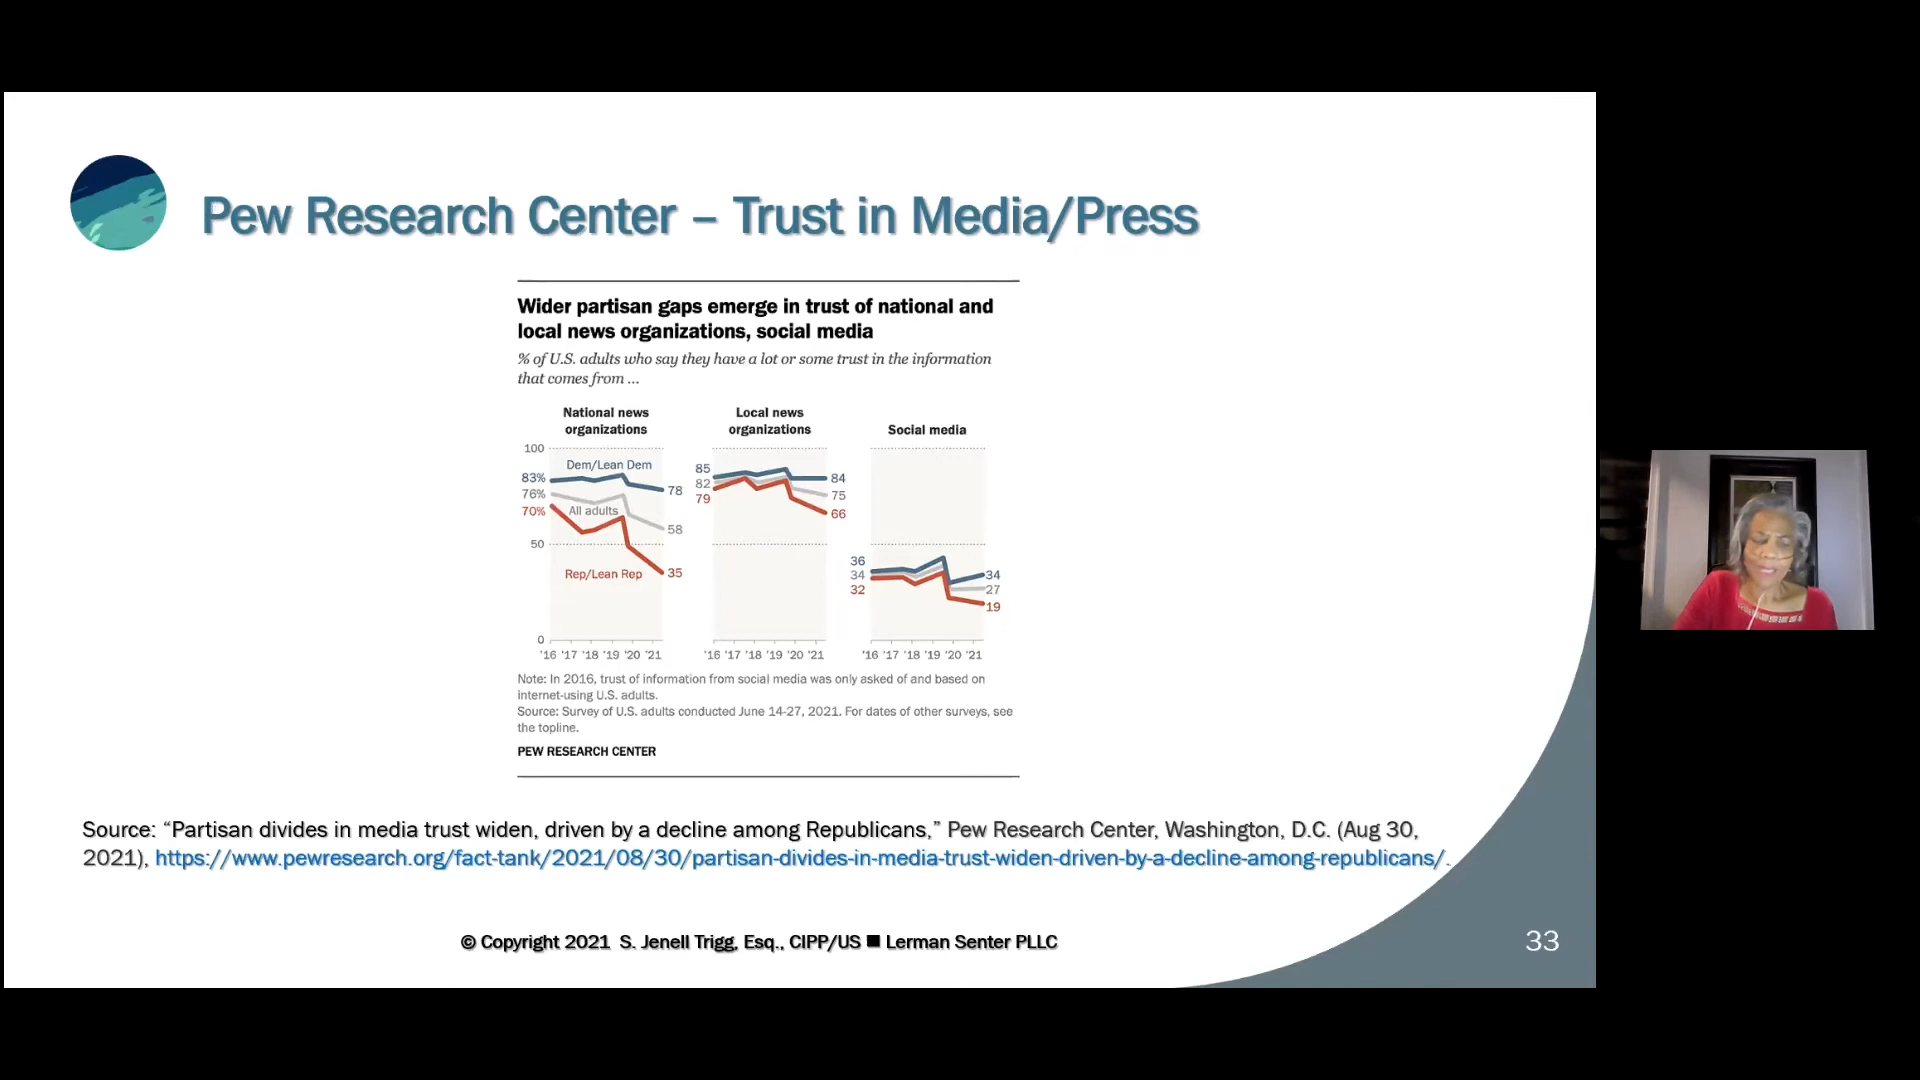 Pew Research Center – Trust in Media/Press
Wider partisan gaps emerge in trust of national and
local news organizations, social media
% of U.S. adults who say they have a lot or some trust in the information
that comes from ...
National news
organizations
100
Dem/Lean Dem
83%
78
76%
All adults
70%
58
50
Rep/Lean Rep
35
0
'16 '17 '18 '19 '20 '21
Local news
organizations
85
84
82
75
79
66
'16 '17 '18 '19 '20 '21
Social media
36
34
34
27
32
19
'16 '17 '18 '19 '20 '21
Note: In 2016, trust of information from social media was only asked of and based on
internet-using U.S. adults.
Source: Survey of U.S. adults conducted June 14-27, 2021. For dates of other surveys, see
the topline.
PEW RESEARCH CENTER
Source: “Partisan divides in media trust widen, driven by a decline among Republicans,” Pew Research Center, Washington, D.C. (Aug 30,
2021), https://www.pewresearch.org/fact-tank/2021/08/30/partisan-divides-in-media-trust-widen-driven-by-a-decline-among-republicans/.
© Copyright 2021 S. Jenell Trigg, Esq., CIPP/US ■ Lerman Senter PLLC
33